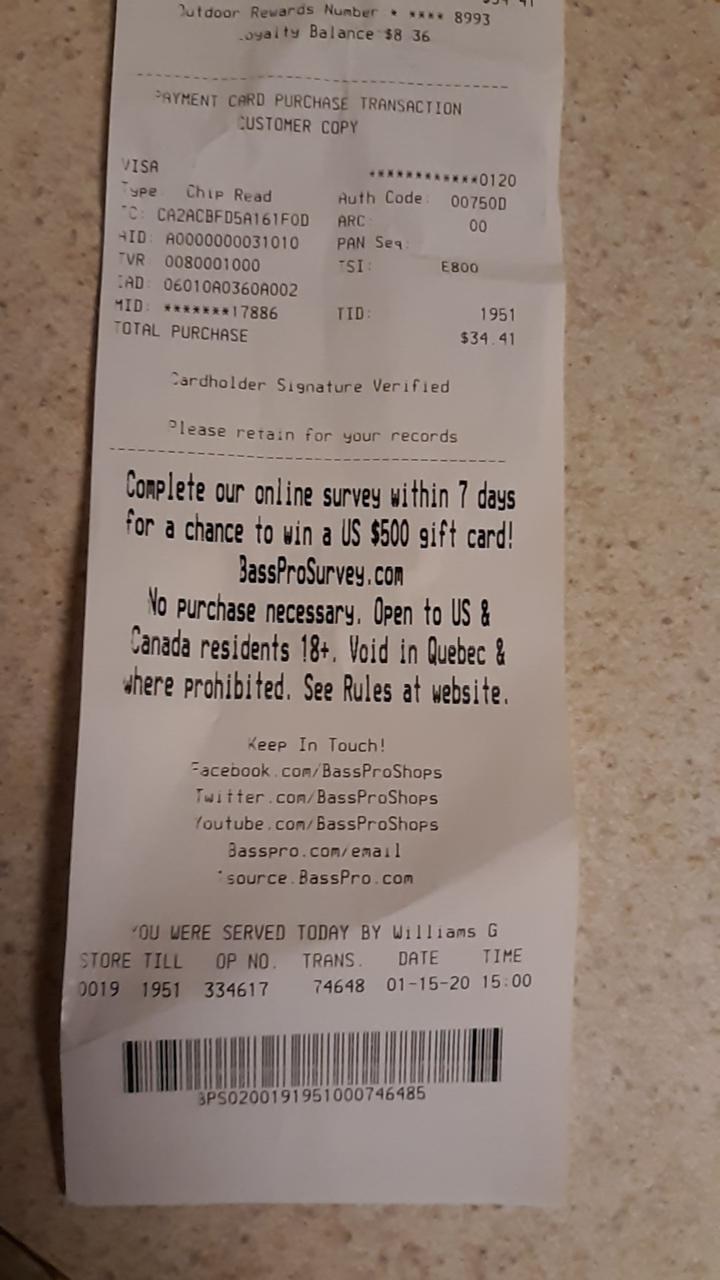 Outdoor Rewards Number * **** 8993
Loyalty Balance $8.36
PAYMENT CARD PURCHASE TRANSACTION
CUSTOMER COPY
VISA ************0120
Type: Chip Read Auth Code: 00750D
TC: CA2ACBFD5A161F0D ARC: 00
AID: A0000000031010 PAN Seq:
TVR: 0080001000 TSI: E800
IAD: 06010A0360A002
MID: *******17886 TID: 1951
TOTAL PURCHASE $34.41
Cardholder Signature Verified
Please retain for your records
Complete our online survey within 7 days
for a chance to win a US $500 gift card!
BassProSurvey.com
No purchase necessary. Open to US &
Canada residents 18+. Void in Quebec &
where prohibited. See Rules at website.
Keep In Touch!
Facebook.com/BassProShops
Twitter.com/BassProShops
Youtube.com/BassProShops
Basspro.com/email
1source.BassPro.com
YOU WERE SERVED TODAY BY Williams G
STORE TILL OP NO. TRANS. DATE TIME
0019 1951 334617 74648 01-15-20 15:00
BPS0200191951000746485